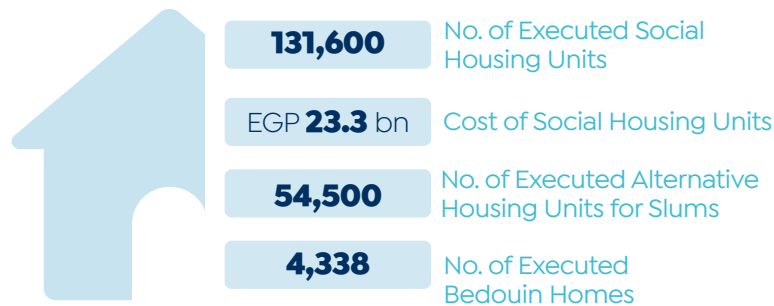 131,600
No. of Executed Social
Housing Units
EGP 23.3 bn
Cost of Social Housing Units
54,500
No. of Executed Alternative
Housing Units for Slums
4,338
No. of Executed
Bedouin Homes